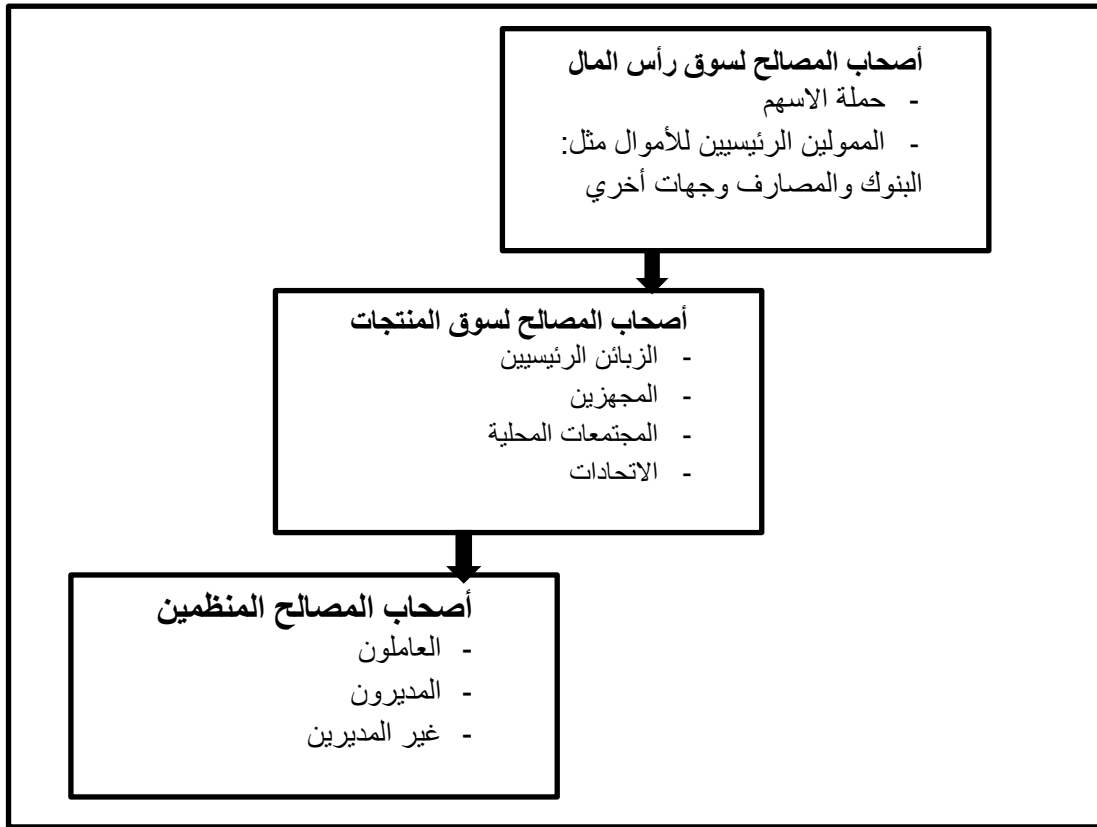 أصحاب المصالح لسوق رأس المال
- حملة الاسهم
- الممولين الرئيسيين للأموال مثل:
البنوك والمصارف وجهات أخري
أصحاب المصالح لسوق المنتجات
- الزبائن الرئيسيين
- المجهزين
- المجتمعات المحلية
- الاتحادات
أصحاب المصالح المنظمين
- العاملون
- المديرون
- غير المديرين